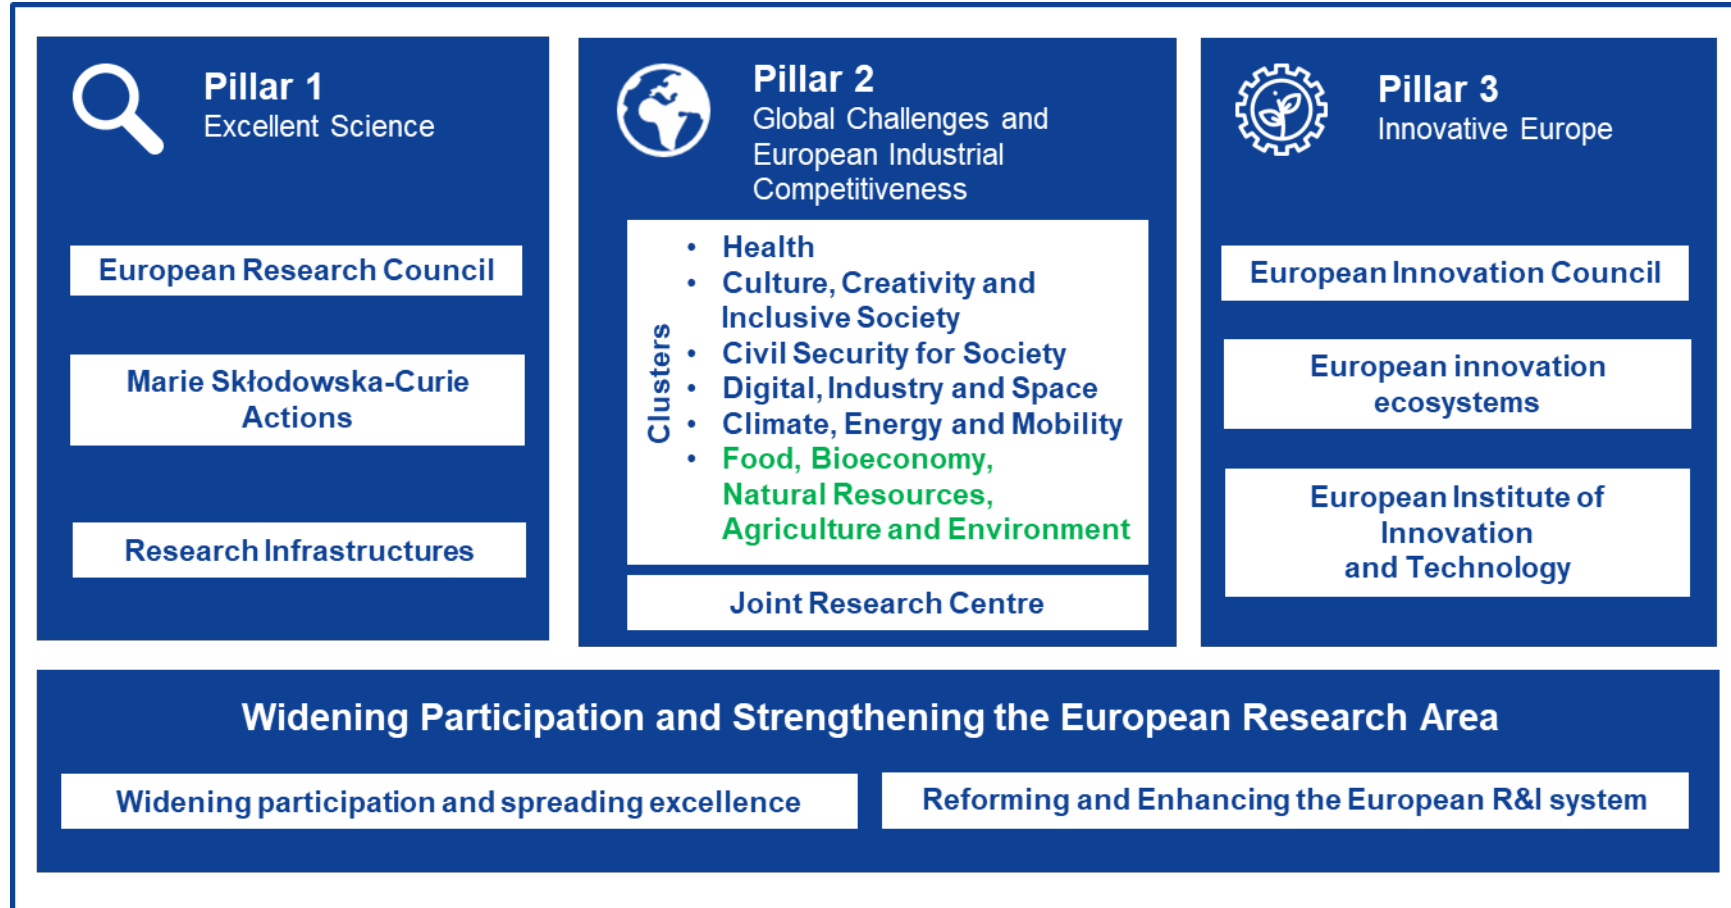 Pillar 1
Excellent Science
European Research Council
Marie Skłodowska-Curie
Actions
Research Infrastructures
Pillar 2
Global Challenges and
European Industrial
Competitiveness
Clusters
• Health
• Culture, Creativity and
Inclusive Society
• Civil Security for Society
• Digital, Industry and Space
• Climate, Energy and Mobility
• Food, Bioeconomy,
Natural Resources,
Agriculture and Environment
Joint Research Centre
Pillar 3
Innovative Europe
European Innovation Council
European innovation
ecosystems
European Institute of
Innovation
and Technology
Widening Participation and Strengthening the European Research Area
Widening participation and spreading excellence
Reforming and Enhancing the European R&I system